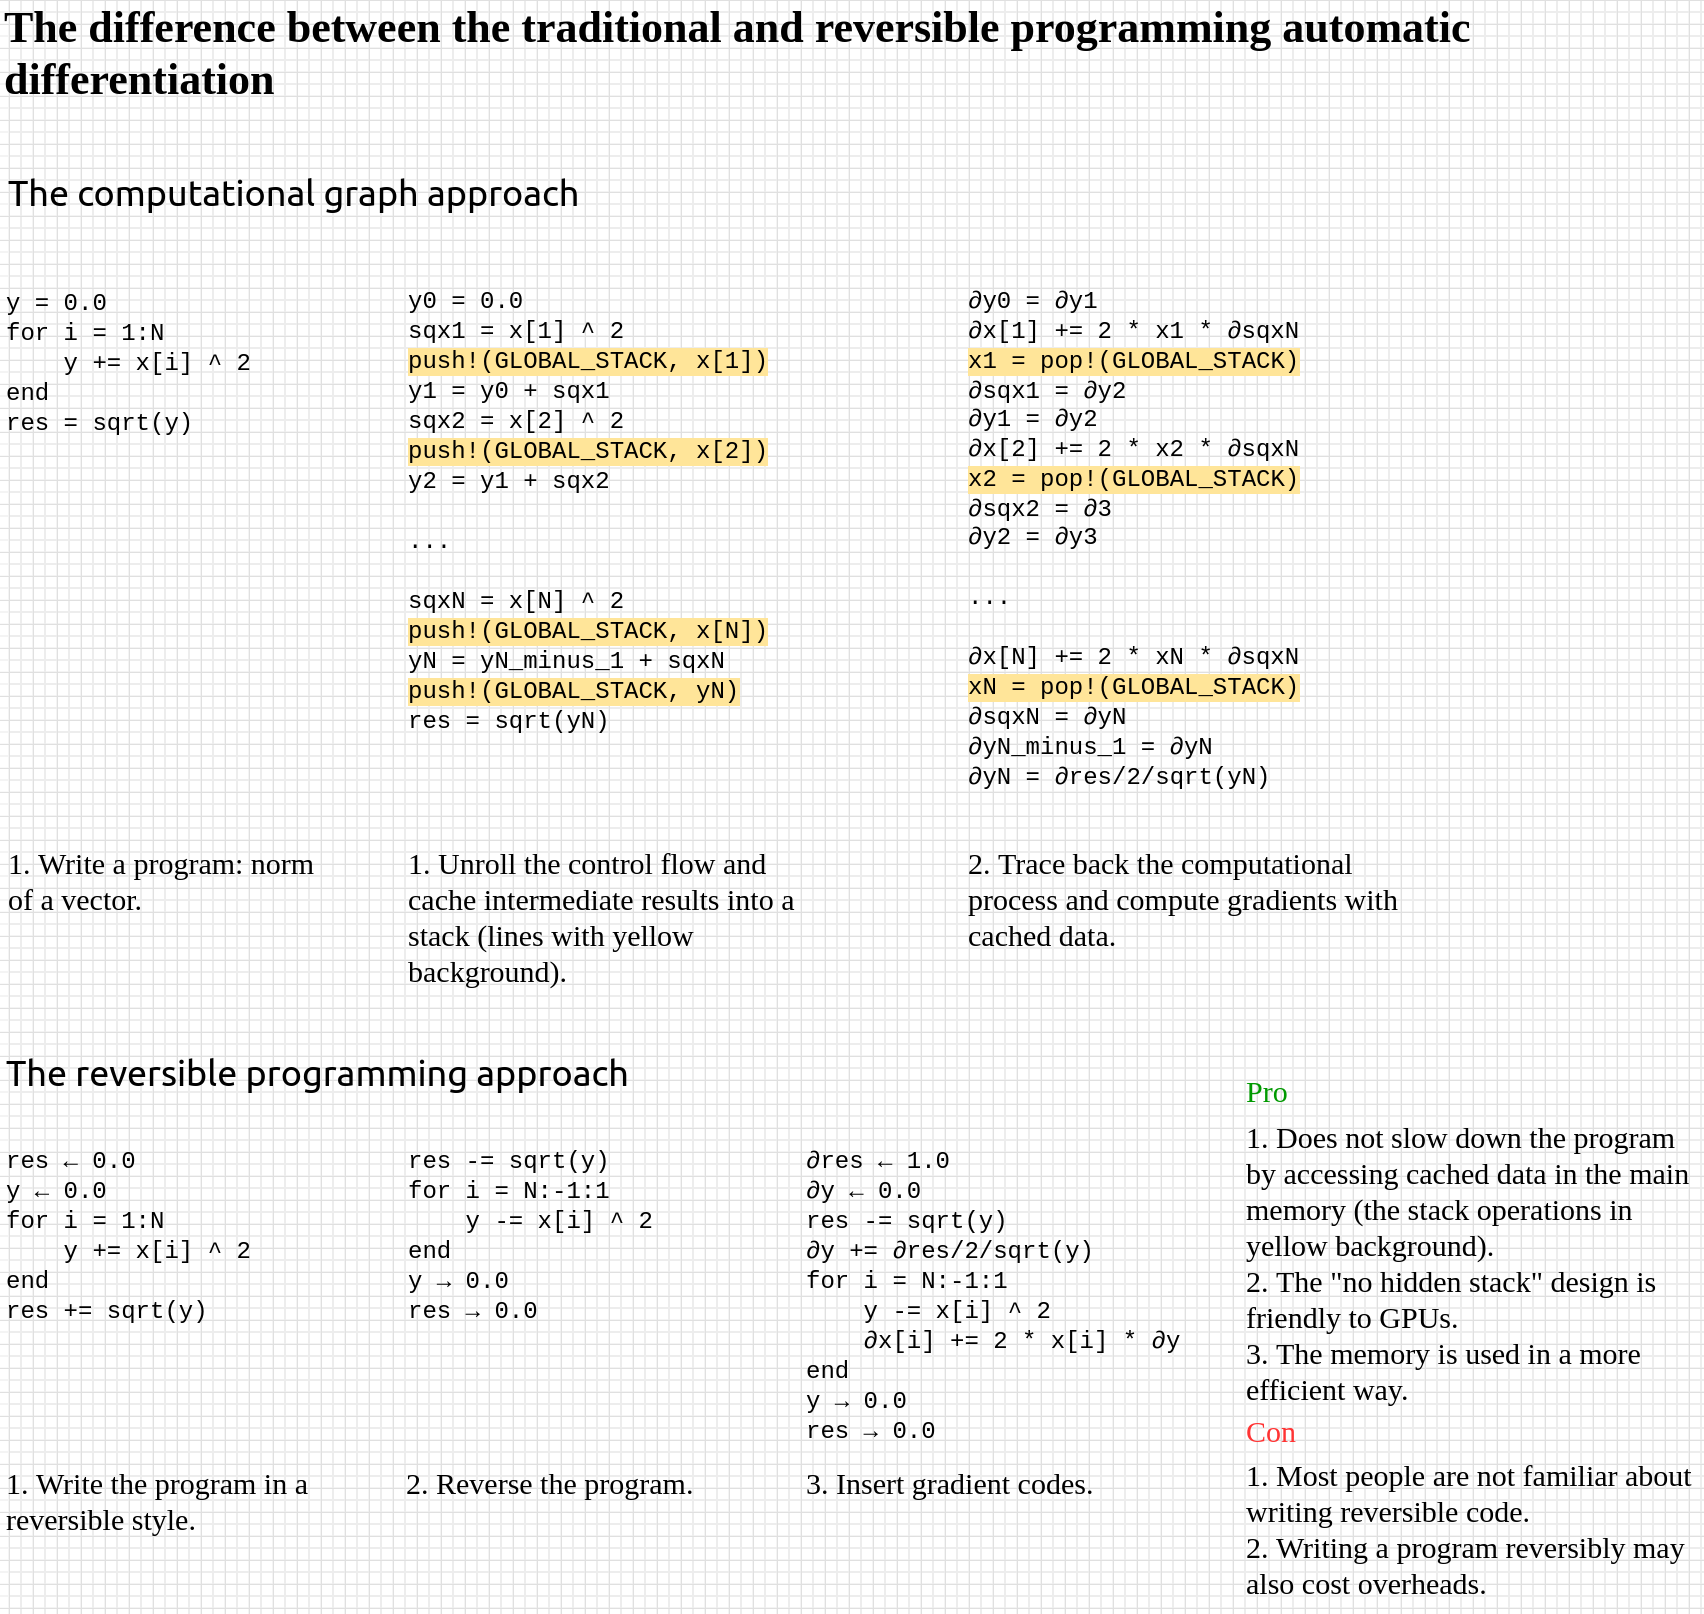 The difference between the traditional and reversible programming automatic
differentiation
The computational graph approach
y = 0.0
for i = 1:N
    y += x[i] ^ 2
end
res = sqrt(y)
y0 = 0.0
sqx1 = x[1] ^ 2
push!(GLOBAL_STACK, x[1])
y1 = y0 + sqx1
sqx2 = x[2] ^ 2
push!(GLOBAL_STACK, x[2])
y2 = y1 + sqx2
...
sqxN = x[N] ^ 2
push!(GLOBAL_STACK, x[N])
yN = yN_minus_1 + sqxN
push!(GLOBAL_STACK, yN)
res = sqrt(yN)
∂y0 = ∂y1
∂x[1] += 2 * x1 * ∂sqxN
x1 = pop!(GLOBAL_STACK)
∂sqx1 = ∂y2
∂y1 = ∂y2
∂x[2] += 2 * x2 * ∂sqxN
x2 = pop!(GLOBAL_STACK)
∂sqx2 = ∂3
∂y2 = ∂y3
...
∂x[N] += 2 * xN * ∂sqxN
xN = pop!(GLOBAL_STACK)
∂sqxN = ∂yN
∂yN_minus_1 = ∂yN
∂yN = ∂res/2/sqrt(yN)
1. Write a program: norm
of a vector.
1. Unroll the control flow and
cache intermediate results into a
stack (lines with yellow
background).
2. Trace back the computational
process and compute gradients with
cached data.
The reversible programming approach
res ← 0.0
y ← 0.0
for i = 1:N
    y += x[i] ^ 2
end
res += sqrt(y)
1. Write the program in a
reversible style.
res -= sqrt(y)
for i = N:-1:1
    y -= x[i] ^ 2
end
y → 0.0
res → 0.0
2. Reverse the program.
∂res ← 1.0
∂y ← 0.0
res -= sqrt(y)
∂y += ∂res/2/sqrt(y)
for i = N:-1:1
    y -= x[i] ^ 2
    ∂x[i] += 2 * x[i] * ∂y
end
y → 0.0
res → 0.0
3. Insert gradient codes.
Pro
1. Does not slow down the program
by accessing cached data in the main
memory (the stack operations in
yellow background).
2. The "no hidden stack" design is
friendly to GPUs.
3. The memory is used in a more
efficient way.
Con
1. Most people are not familiar about
writing reversible code.
2. Writing a program reversibly may
also cost overheads.